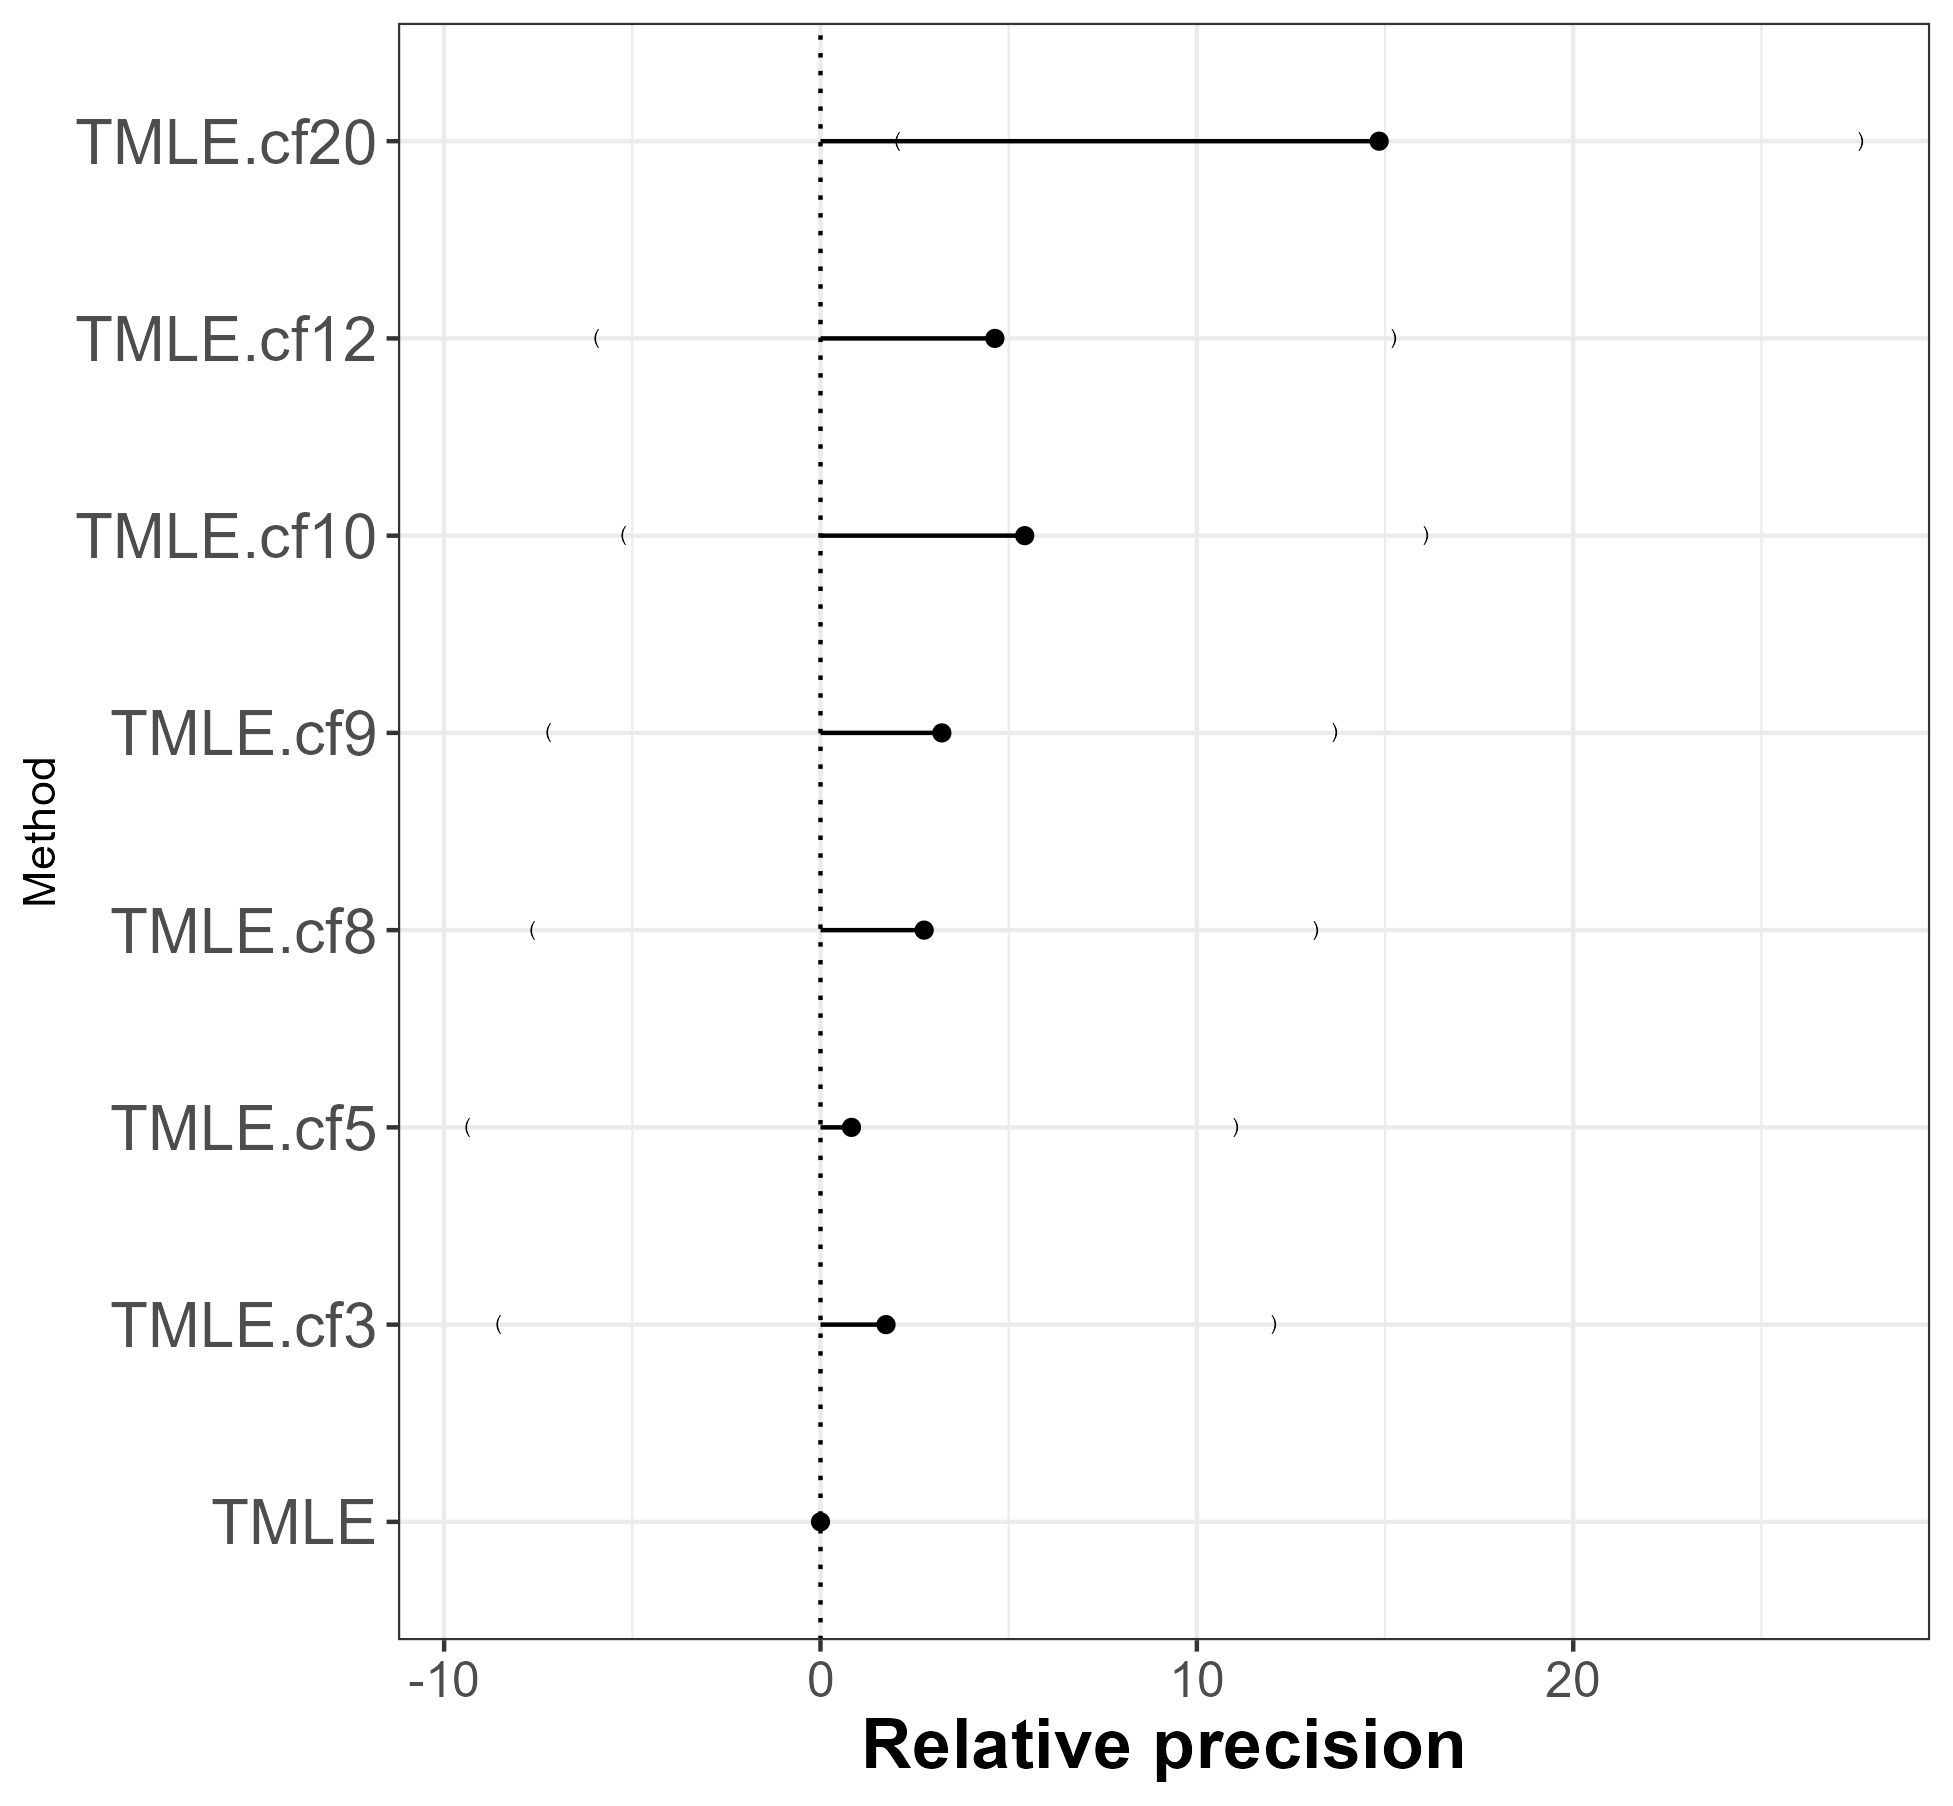 TMLE.cf20
( )
TMLE.cf12
( )
TMLE.cf10
( )
TMLE.cf9
( )
TMLE.cf8
( )
TMLE.cf5
( )
TMLE.cf3
( )
TMLE
Method
-10 0 10 20
Relative precision